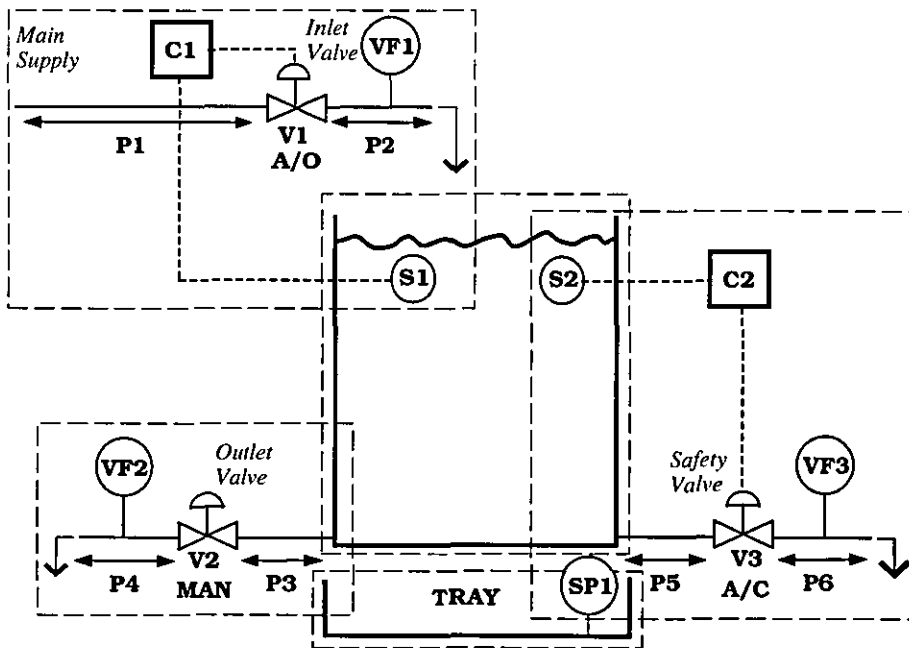 Main
Supply
C1
Inlet
Valve
VF1
P1
V1
A/O
P2
S1
S2
C2
VF2
Outlet
Valve
Safety
Valve
VF3
P4
V2
MAN
P3
P5
V3
A/C
P6
TRAY
SP1